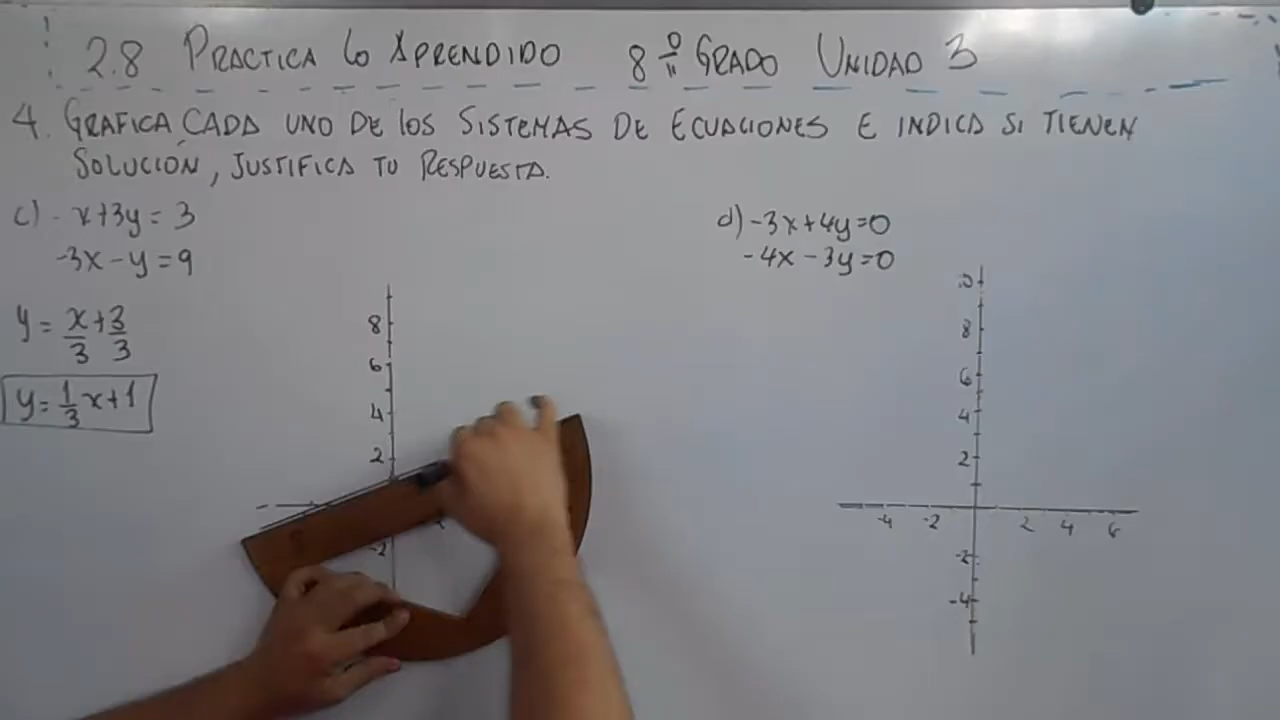 2.8 PRACTICA LO APRENDIDO 8º GRADO UNIDAD 3
4. GRAFICA CADA UNO DE LOS SISTEMAS DE ECUACIONES E INDICA SI TIENEN
SOLUCIÓN, JUSTIFICA TU RESPUESTA.
c) -x+3y=3
-3x-y=9
y=x/3+3/3
y=1/3x+1
8
6
4
2
-2
d) -3x+4y=0
-4x-3y=0
10
8
6
4
2
-4 -2 2 4 6
-2
-4